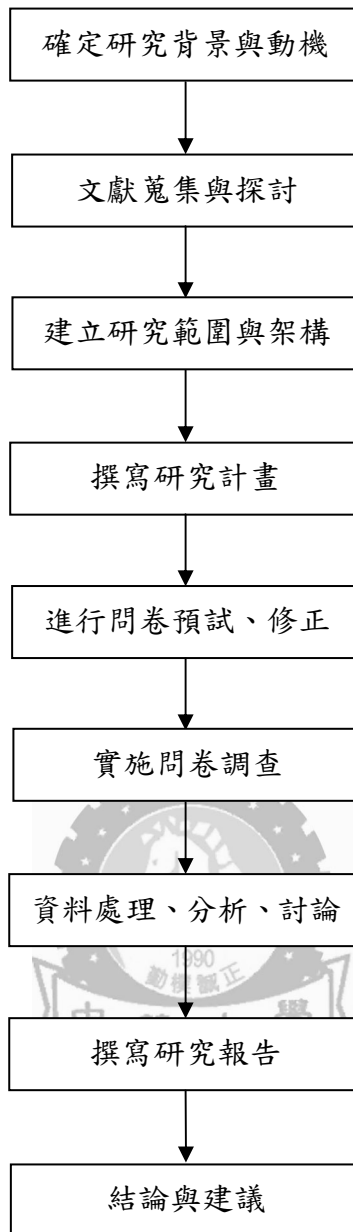 確定研究背景與動機
文獻蒐集與探討
建立研究範圍與架構
撰寫研究計畫
進行問卷預試、修正
實施問卷調查
資料處理、分析、討論
1990
撰寫研究報告
結論與建議